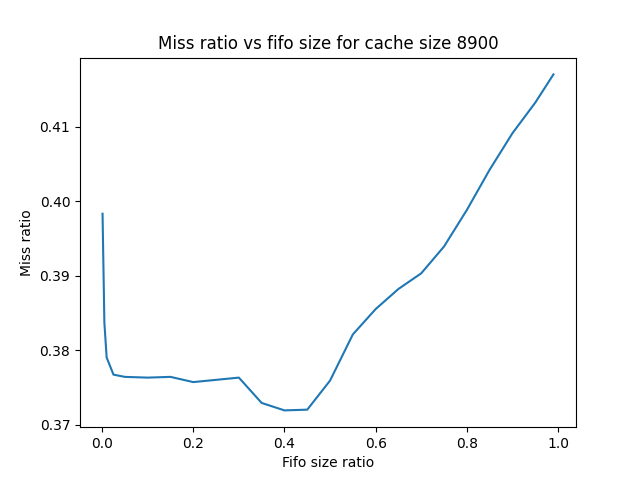 Miss ratio vs fifo size for cache size 8900
Miss ratio
0.41
0.40
0.39
0.38
0.37
0.0 0.2 0.4 0.6 0.8 1.0
Fifo size ratio